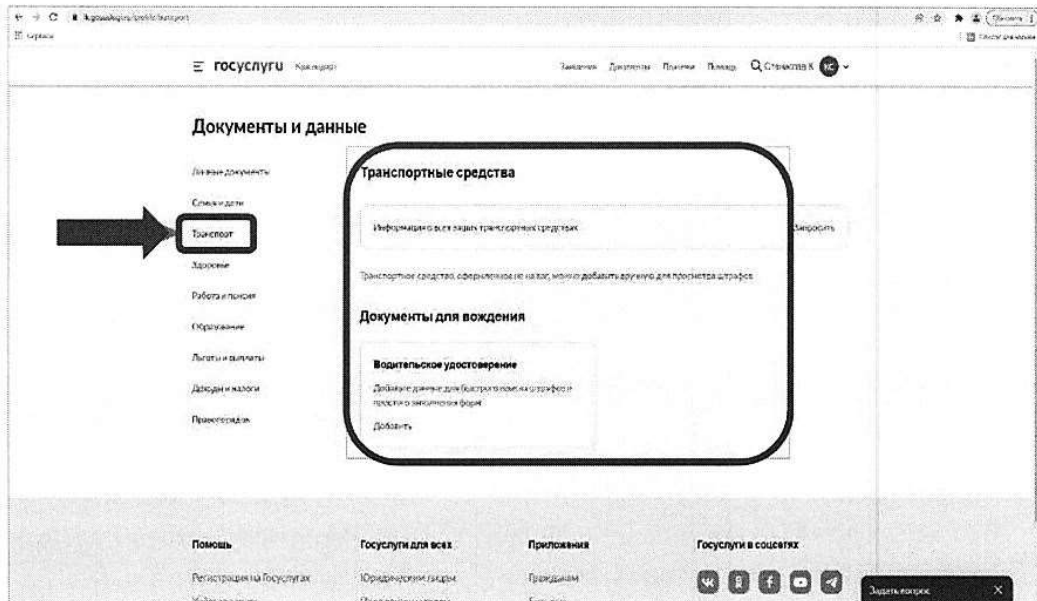 госуслуги Краснодар
Заявления Документы Платежи Помощь Станислав К КС
Документы и данные
Личные документы
Семья и дети
Транспорт
Здоровье
Работа и пенсия
Образование
Льготы и выплаты
Доходы и налоги
Правопорядок
Транспортные средства
Информация о всех ваших транспортных средствах
Запросить
Транспортное средство, оформленное не на вас, можно добавить вручную для просмотра штрафов
Документы для вождения
Водительское удостоверение
Добавьте данные для быстрого поиска штрафов и
простого заполнения форм
Добавить
Помощь
Регистрация на Госуслугах
Госуслуги для всех
Юридическим лицам
Приложения
Гражданам
Госуслуги в соцсетях
Задать вопрос